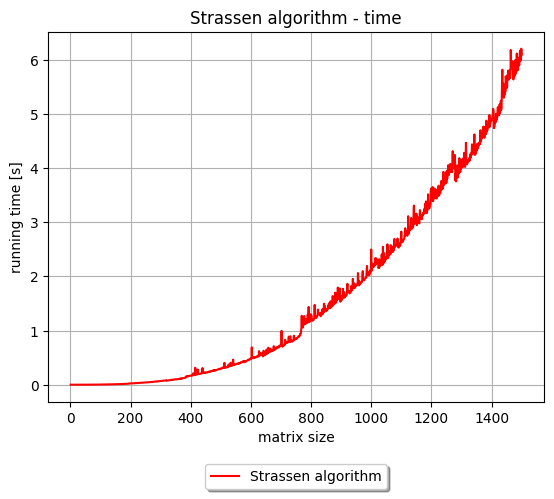 Strassen algorithm - time
running time [s]
6
5
4
3
2
1
0
0 200 400 600 800 1000 1200 1400
matrix size
Strassen algorithm